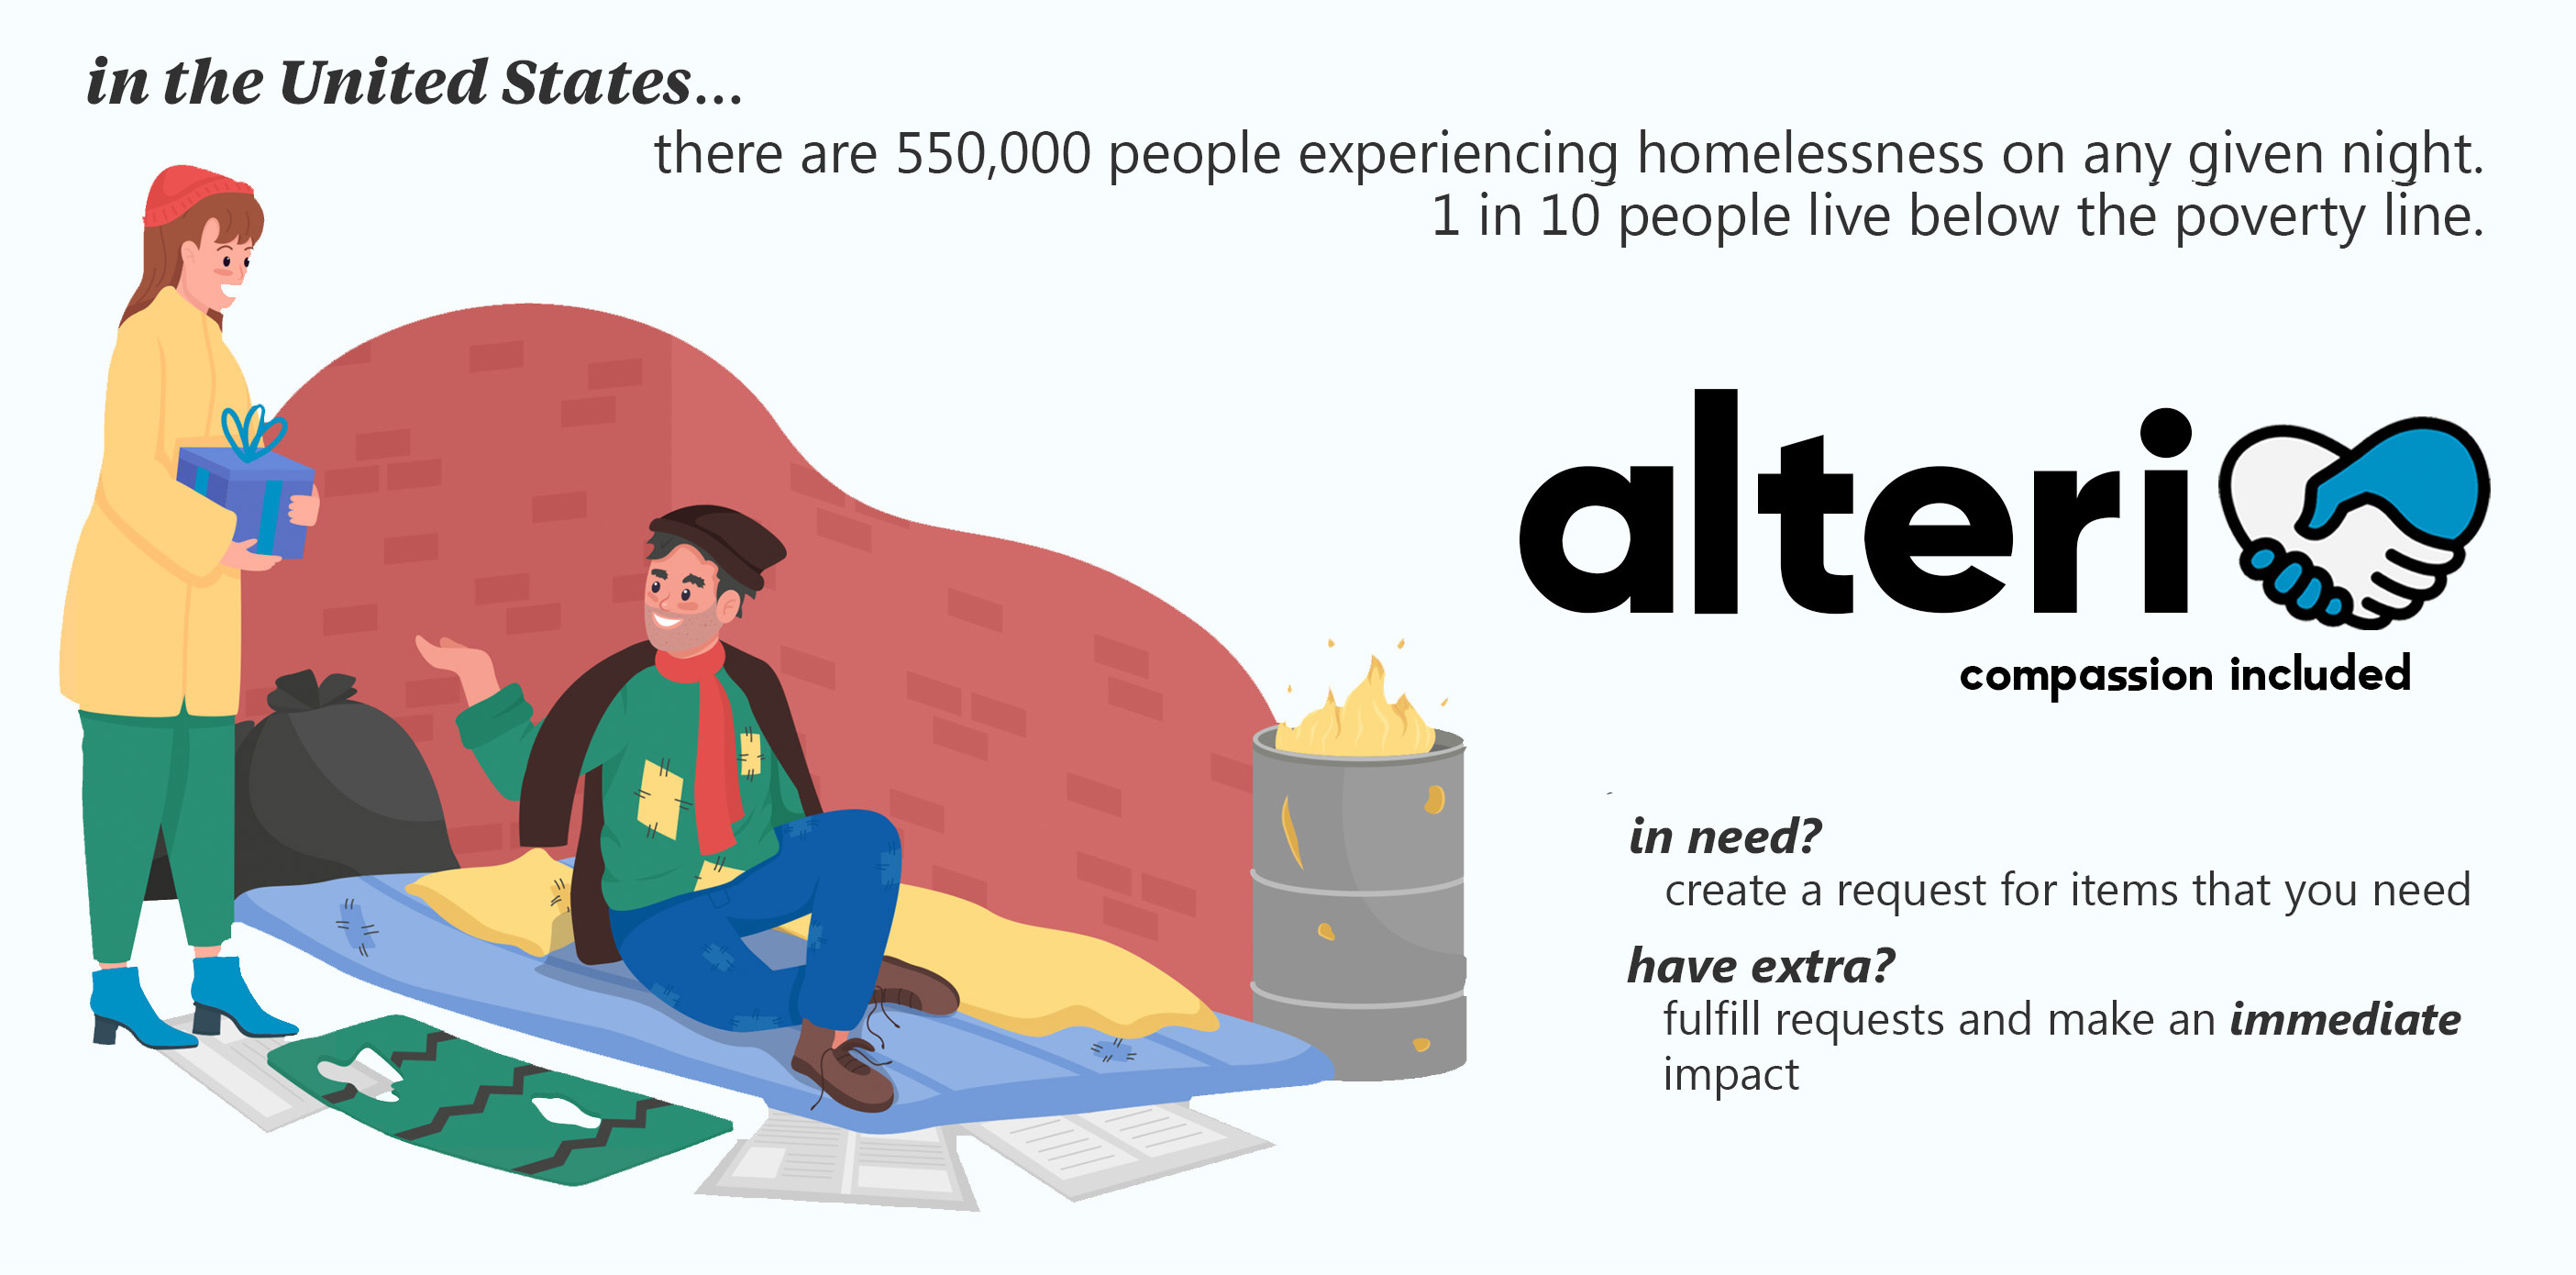 in the United States...
there are 550,000 people experiencing homelessness on any given night.
1 in 10 people live below the poverty line.
alteri
compassion included
in need?
create a request for items that you need
have extra?
fulfill requests and make an immediate
impact